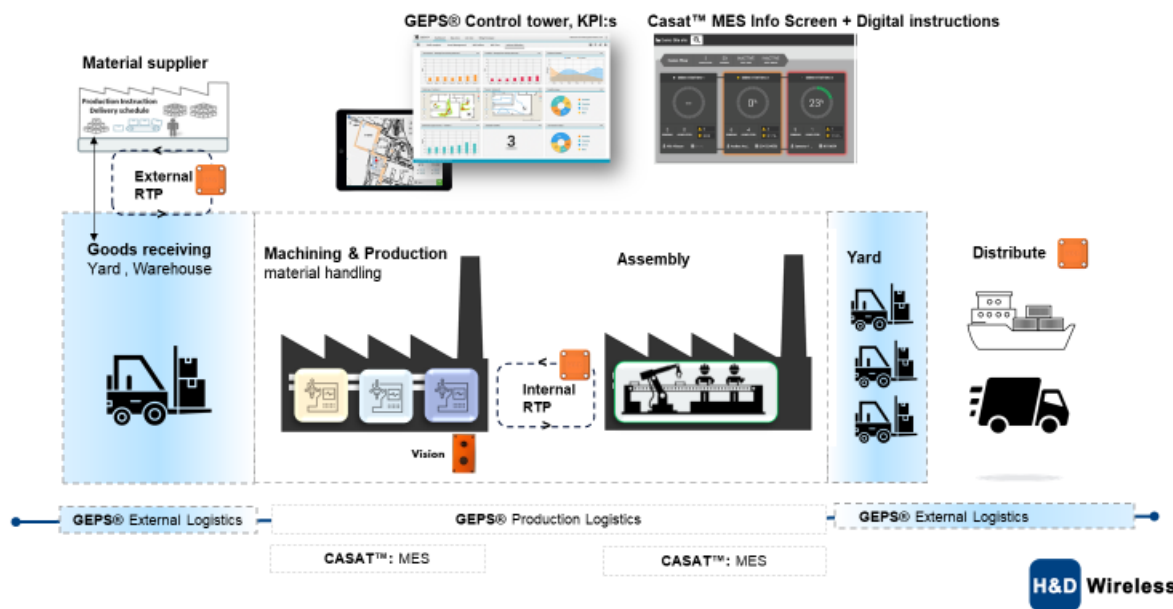 GEPS® Control tower, KPI:s
Casat™ MES Info Screen + Digital instructions
Material supplier
Production Instruction
Delivery schedule
External
RTP
3
0%
23%
Goods receiving
Yard , Warehouse
Machining & Production
material handling
Assembly
Yard
Distribute
Internal
RTP
Vision
GEPS® External Logistics
GEPS® Production Logistics
GEPS® External Logistics
CASAT™: MES
CASAT™: MES
H&D Wireless